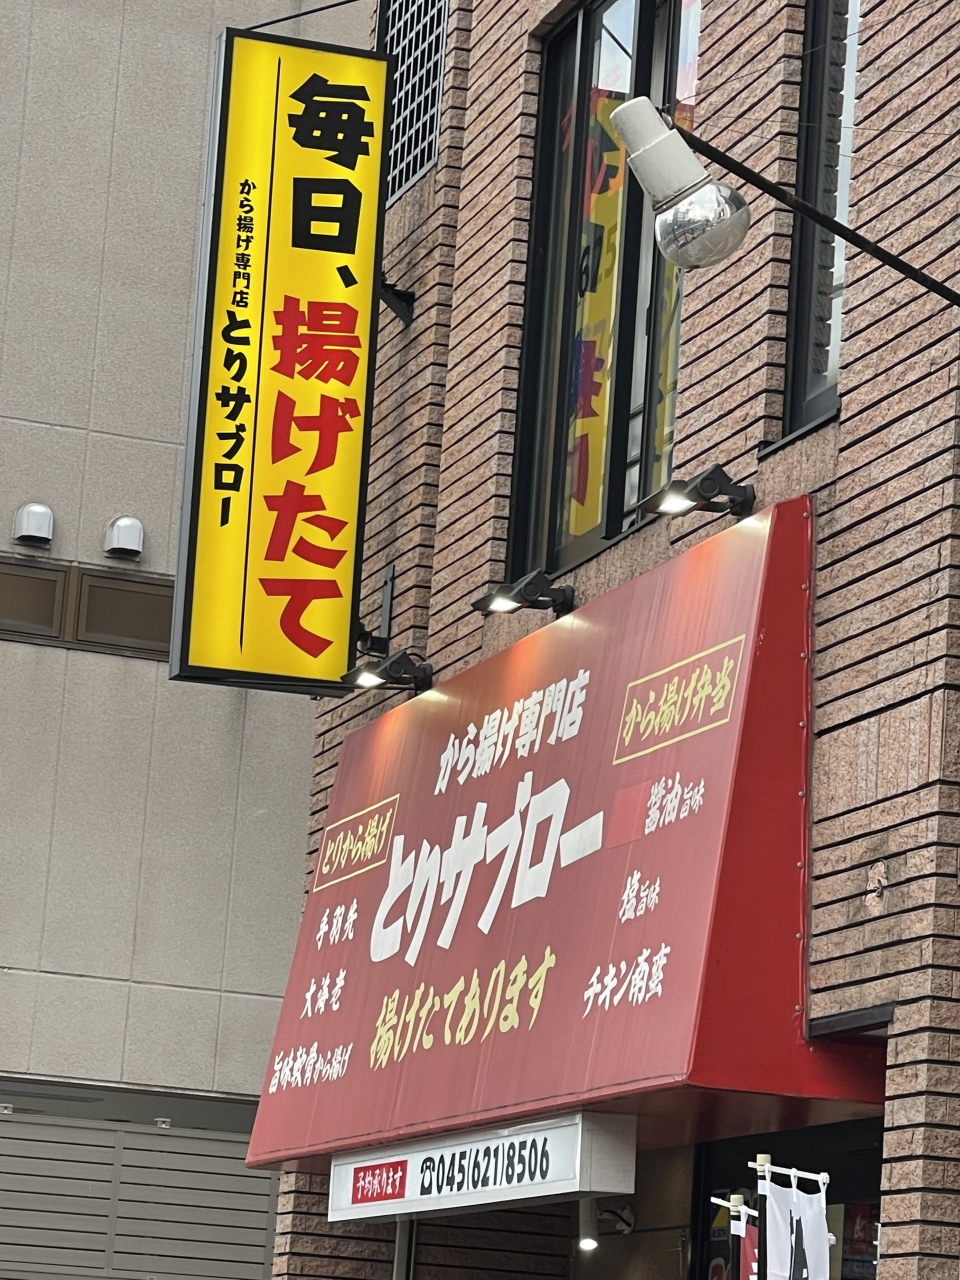 毎日、揚げたて
から揚げ専門店とりサブロー
から揚げ専門店
とりサブロー
揚げたてあります
とりから揚げ
手羽先
大海老
旨味軟骨から揚げ
から揚げ弁当
醤油旨味
塩旨味
チキン南蛮
予約承ります
☎045(621)8506